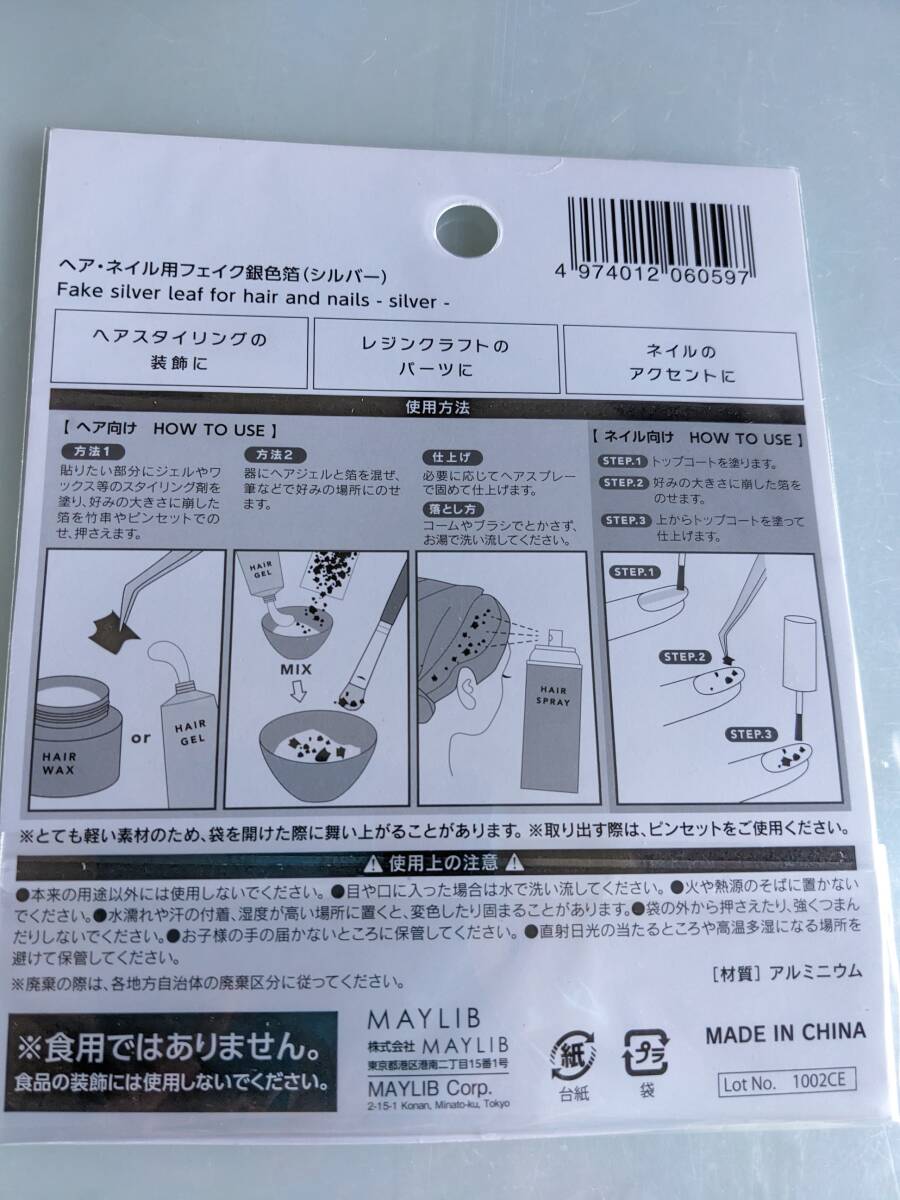 4 974012 060597
ヘア・ネイル用フェイク銀色箔(シルバー)
Fake silver leaf for hair and nails - silver -
ヘアスタイリングの
装飾に
レジンクラフトの
パーツに
ネイルの
アクセントに
使用方法
【 ヘア向け HOW TO USE 】
方法1
貼りたい部分にジェルやワ
ックス等のスタイリング剤を
塗り、好みの大きさに崩した
箔を竹串やピンセットでの
せ、押さえます。
方法2
器にヘアジェルと箔を混ぜ、
筆などで好みの場所にのせ
ます。
仕上げ
必要に応じてヘアスプレー
で固めて仕上げます。
落とし方
コームやブラシでとかさず、
お湯で洗い流してください。
【 ネイル向け HOW TO USE 】
STEP.1 トップコートを塗ります。
STEP.2 好みの大きさに崩した箔を
のせます。
STEP.3 上からトップコートを塗って
仕上げます。
HAIR
WAX
or
HAIR
GEL
HAIR
GEL
MIX
HAIR
SPRAY
STEP.1
STEP.2
STEP.3
※とても軽い素材のため、袋を開けた際に舞い上がることがあります。※取り出す際は、ピンセットをご使用ください。
⚠ 使用上の注意 ⚠
●本来の用途以外には使用しないでください。●目や口に入った場合は水で洗い流してください。●火や熱源のそばに置かない
でください。●水濡れや汗の付着、湿度が高い場所に置くと、変色したり固まることがあります。●袋の外から押さえたり、強くつまん
だりしないでください。●お子様の手の届かないところに保管してください。●直射日光の当たるところや高温多湿になる場所を
避けて保管してください。
※廃棄の際は、各地方自治体の廃棄区分に従ってください。
[材質] アルミニウム
※食用ではありません。
食品の装飾には使用しないでください。
MAYLIB
株式会社 MAYLIB
東京都港区港南二丁目15番1号
MAYLIB Corp.
2-15-1 Konan, Minato-ku, Tokyo
紙
台紙
プラ
袋
MADE IN CHINA
Lot No. 1002CE